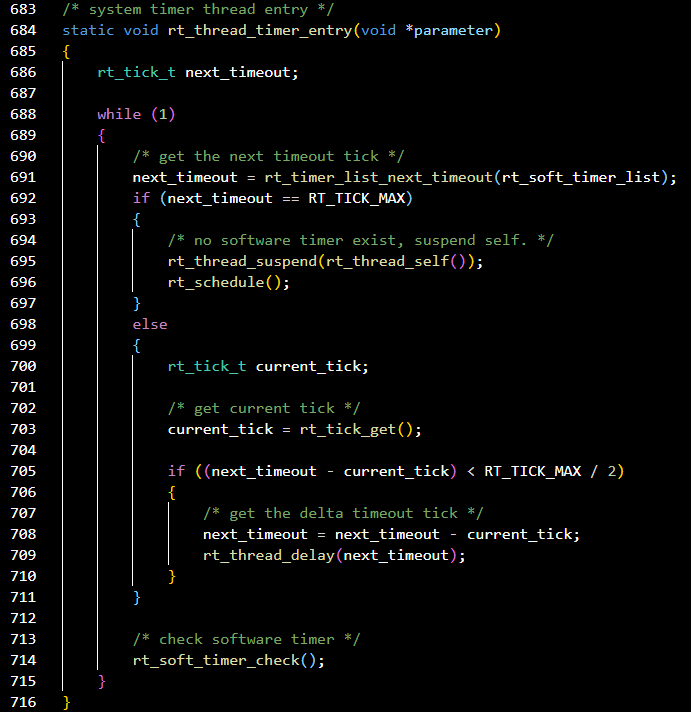 683 /* system timer thread entry */
684 static void rt_thread_timer_entry(void *parameter)
685 {
686     rt_tick_t next_timeout;
687
688     while (1)
689     {
690         /* get the next timeout tick */
691         next_timeout = rt_timer_list_next_timeout(rt_soft_timer_list);
692         if (next_timeout == RT_TICK_MAX)
693         {
694             /* no software timer exist, suspend self. */
695             rt_thread_suspend(rt_thread_self());
696             rt_schedule();
697         }
698         else
699         {
700             rt_tick_t current_tick;
701
702             /* get current tick */
703             current_tick = rt_tick_get();
704
705             if ((next_timeout - current_tick) < RT_TICK_MAX / 2)
706             {
707                 /* get the delta timeout tick */
708                 next_timeout = next_timeout - current_tick;
709                 rt_thread_delay(next_timeout);
710             }
711         }
712
713         /* check software timer */
714         rt_soft_timer_check();
715     }
716 }